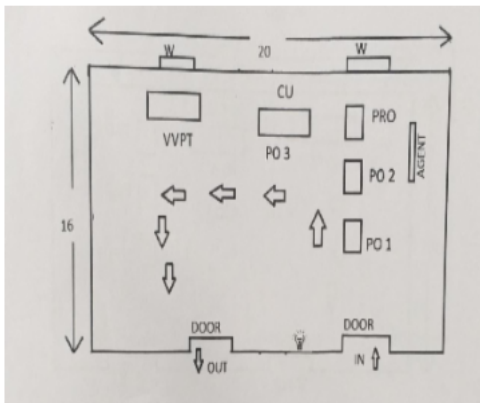 W
20
W
CU
PRO
VVPT
PO 3
AGENT
PO 2
16
PO 1
DOOR
DOOR
OUT
IN